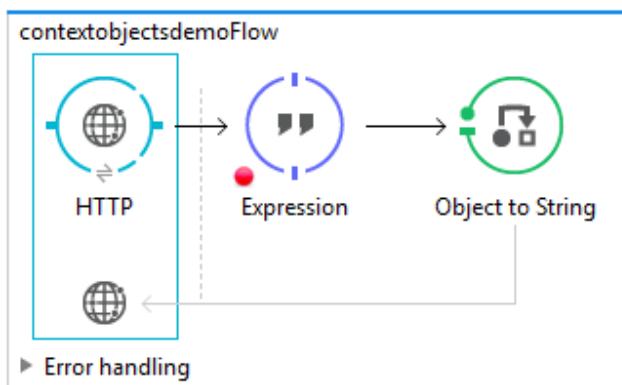 contextobjectsdemoFlow
HTTP
Expression
Object to String
Error handling